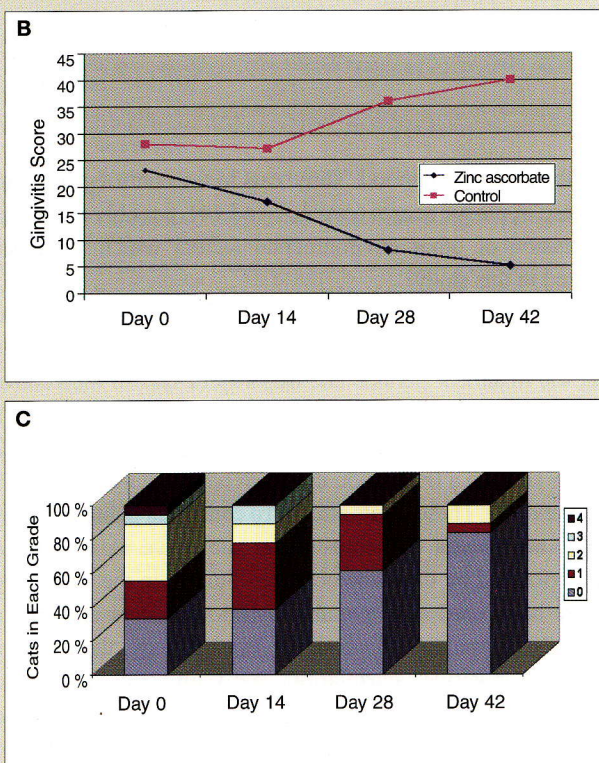 B
45
40
35
30
25
20
15
10
5
0
Gingivitis Score
Zinc ascorbate
Control
Day 0 Day 14 Day 28 Day 42
C
100 %
80 %
60 %
40 %
20 %
0 %
Cats in Each Grade
4
3
2
1
0
Day 0 Day 14 Day 28 Day 42